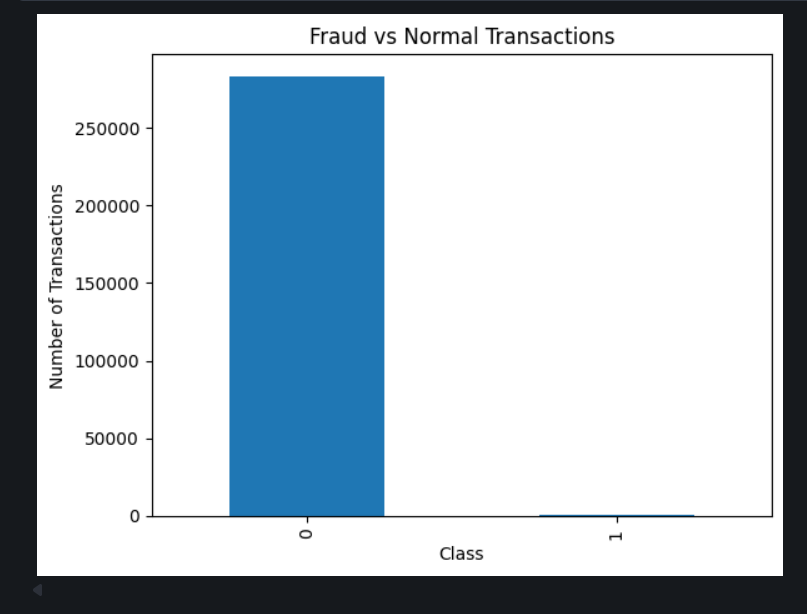 Fraud vs Normal Transactions
Number of Transactions
250000
200000
150000
100000
50000
0
0
1
Class